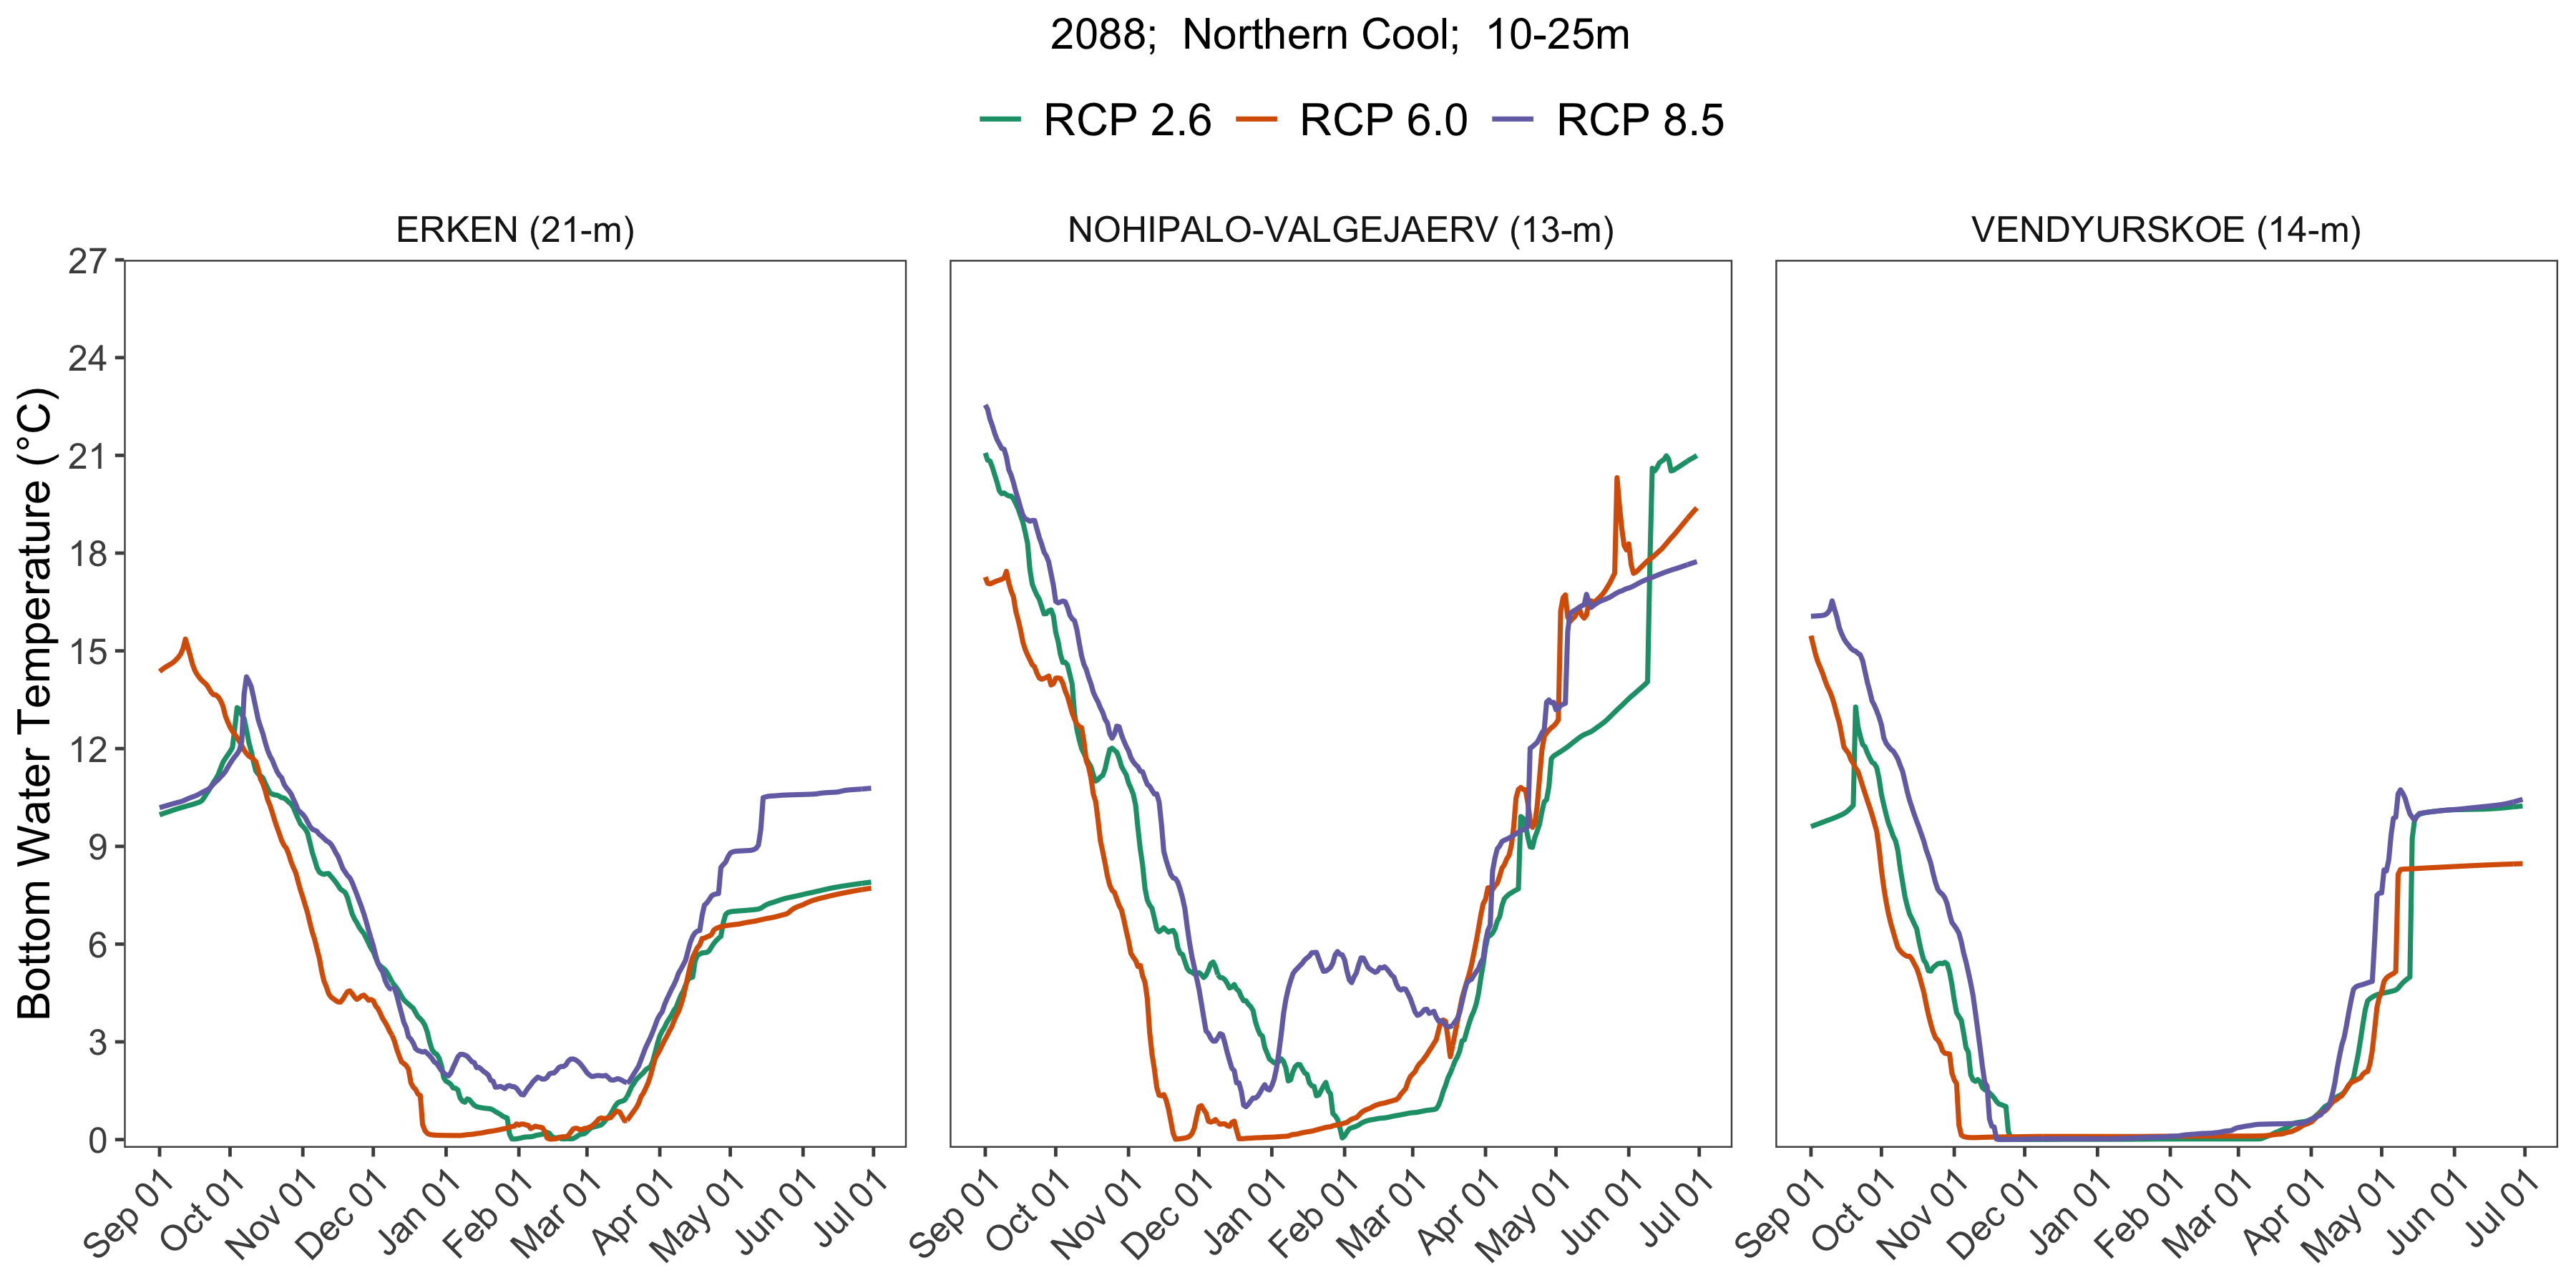 2088; Northern Cool; 10-25m
RCP 2.6 RCP 6.0 RCP 8.5
ERKEN (21-m) NOHIPALO-VALGEJAERV (13-m) VENDYURSKOE (14-m)
Bottom Water Temperature (°C)
27
24
21
18
15
12
9
6
3
0
Sep 01 Oct 01 Nov 01 Dec 01 Jan 01 Feb 01 Mar 01 Apr 01 May 01 Jun 01 Jul 01 Sep 01 Oct 01 Nov 01 Dec 01 Jan 01 Feb 01 Mar 01 Apr 01 May 01 Jun 01 Jul 01 Sep 01 Oct 01 Nov 01 Dec 01 Jan 01 Feb 01 Mar 01 Apr 01 May 01 Jun 01 Jul 01